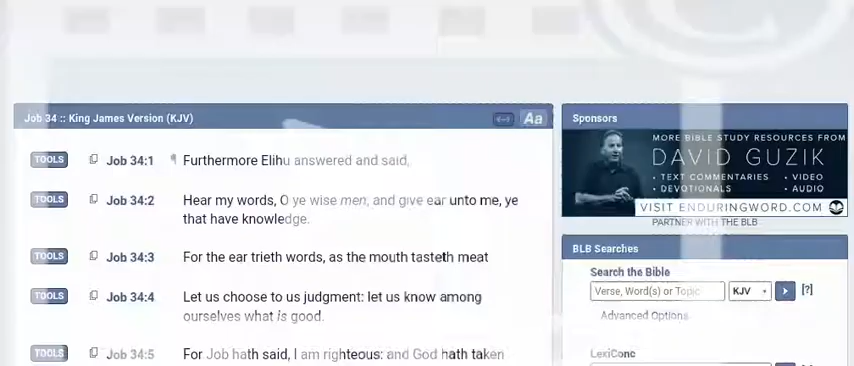 Job 34 :: King James Version (KJV)
Aa
TOOLS Job 34:1 ¶ Furthermore Elihu answered and said,
TOOLS Job 34:2 Hear my words, O ye wise men; and give ear unto me, ye
that have knowledge.
TOOLS Job 34:3 For the ear trieth words, as the mouth tasteth meat
TOOLS Job 34:4 Let us choose to us judgment: let us know among
ourselves what is good.
TOOLS Job 34:5 For Job hath said, I am righteous: and God hath taken
Sponsors
MORE BIBLE STUDY RESOURCES FROM
DAVID GUZIK
• TEXT COMMENTARIES • VIDEO
• DEVOTIONALS • AUDIO
VISIT ENDURINGWORD.COM
PARTNER WITH THE BLB
BLB Searches
Search the Bible
Verse, Word(s) or Topic KJV [?]
Advanced Options
LexiConc